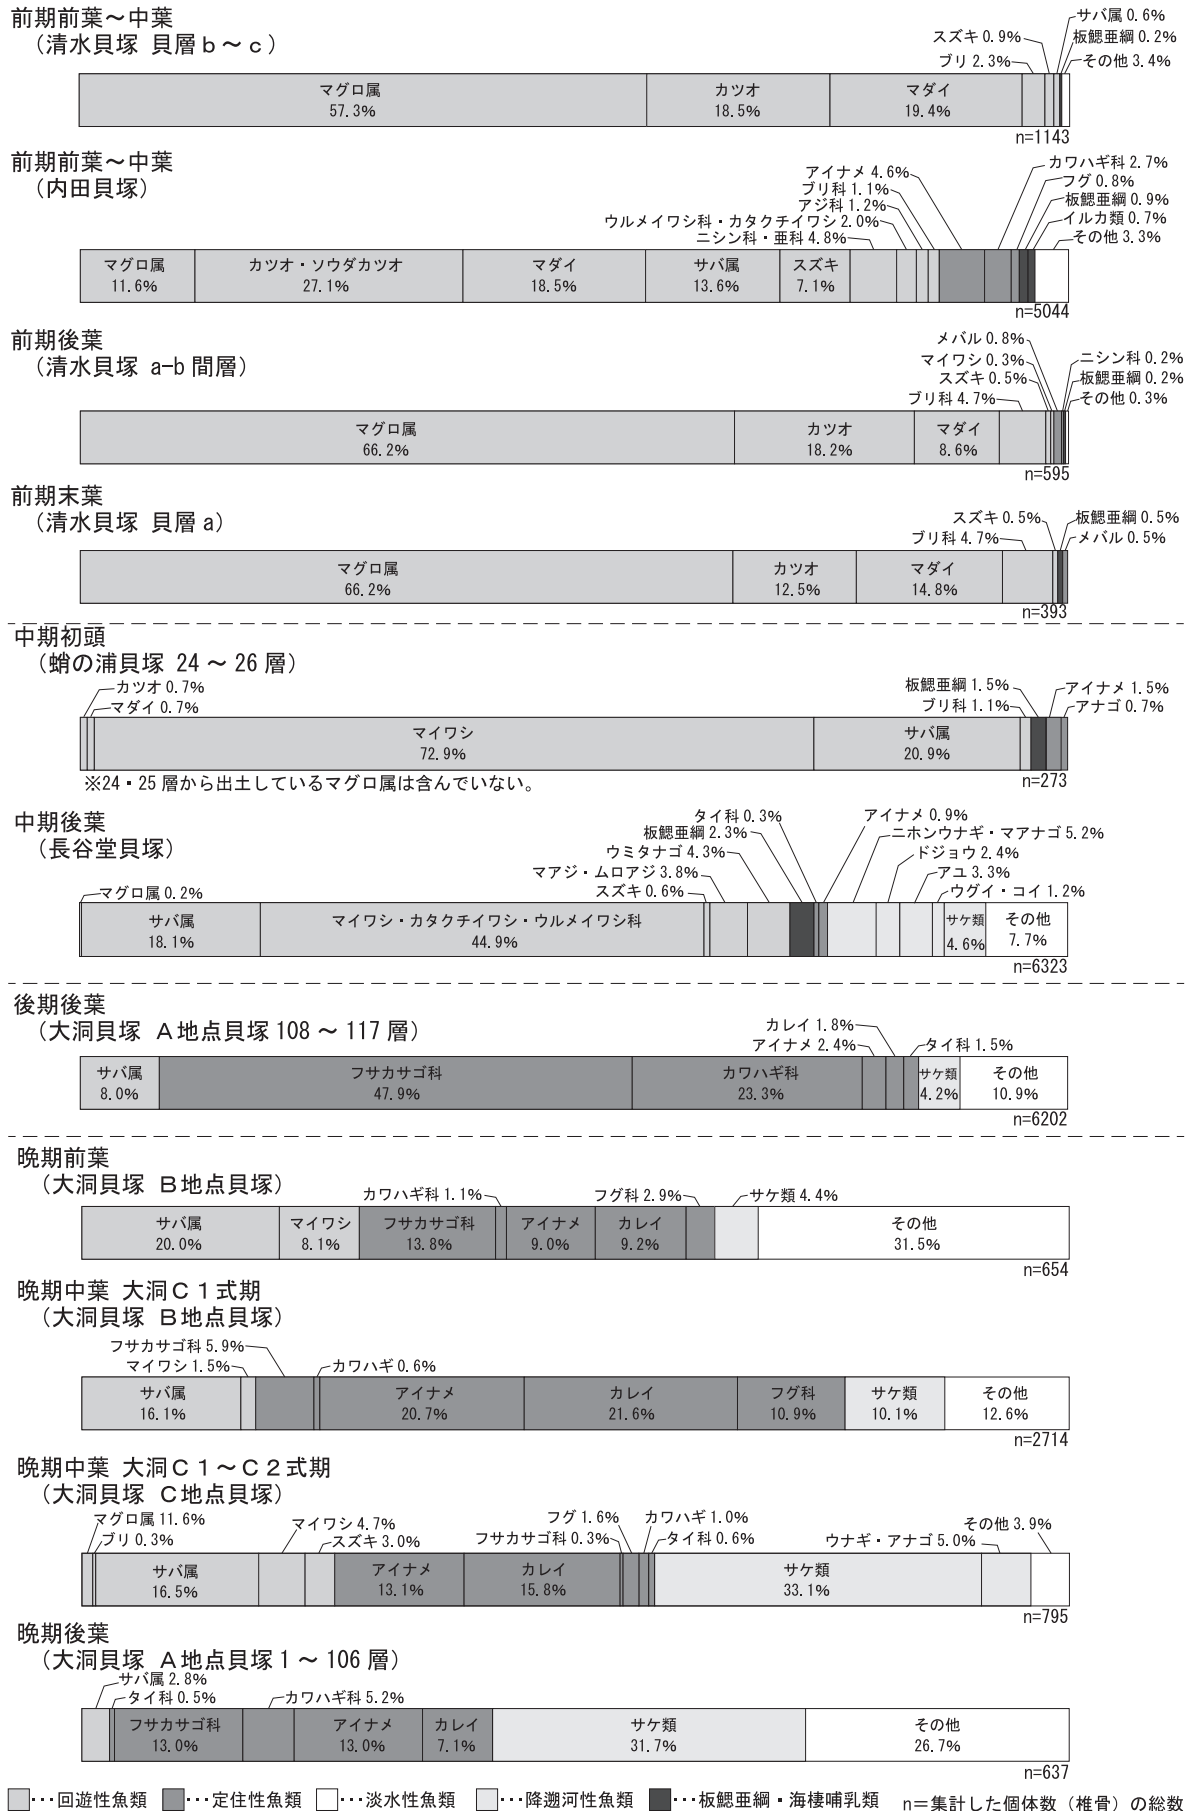 前期前葉～中葉
（清水貝塚 貝層ｂ～ｃ）
サバ属 0.6%
スズキ 0.9%
板鰓亜綱 0.2%
ブリ 2.3%
その他 3.4%
マグロ属 カツオ マダイ
57.3% 18.5% 19.4%
n=1143
前期前葉～中葉
（内田貝塚）
アイナメ 4.6%
カワハギ科 2.7%
ブリ科 1.1%
フグ 0.8%
アジ科 1.2%
板鰓亜綱 0.9%
ウルメイワシ科・カタクチイワシ 2.0%
イルカ類 0.7%
ニシン科・亜科 4.8%
その他 3.3%
マグロ属 カツオ・ソウダカツオ マダイ サバ属 スズキ
11.6% 27.1% 18.5% 13.6% 7.1%
n=5044
前期後葉
（清水貝塚 a-b 間層）
メバル 0.8%
マイワシ 0.3%
ニシン科 0.2%
スズキ 0.5%
板鰓亜綱 0.2%
ブリ科 4.7%
その他 0.3%
マグロ属 カツオ マダイ
66.2% 18.2% 8.6%
n=595
前期末葉
（清水貝塚 貝層 a）
スズキ 0.5%
板鰓亜綱 0.5%
ブリ科 4.7%
メバル 0.5%
マグロ属 カツオ マダイ
66.2% 12.5% 14.8%
n=393
中期初頭
（蛸の浦貝塚 24 ～ 26 層）
カツオ 0.7%
マダイ 0.7%
板鰓亜綱 1.5%
アイナメ 1.5%
ブリ科 1.1%
アナゴ 0.7%
マイワシ サバ属
72.9% 20.9%
※24・25 層から出土しているマグロ属は含んでいない。
n=273
中期後葉
（長谷堂貝塚）
タイ科 0.3%
アイナメ 0.9%
板鰓亜綱 2.3%
ニホンウナギ・マアナゴ 5.2%
ウミタナゴ 4.3%
ドジョウ 2.4%
マアジ・ムロアジ 3.8%
アユ 3.3%
マグロ属 0.2%
スズキ 0.6%
ウグイ・コイ 1.2%
サバ属 マイワシ・カタクチイワシ・ウルメイワシ科 サケ類 その他
18.1% 44.9% 4.6% 7.7%
n=6323
後期後葉
（大洞貝塚 Ａ地点貝塚 108 ～ 117 層）
カレイ 1.8%
アイナメ 2.4%
タイ科 1.5%
サバ属 フサカサゴ科 カワハギ科 サケ類 その他
8.0% 47.9% 23.3% 4.2% 10.9%
n=6202
晩期前葉
（大洞貝塚 Ｂ地点貝塚）
カワハギ科 1.1%
フグ科 2.9%
サケ類 4.4%
サバ属 マイワシ フサカサゴ科 アイナメ カレイ その他
20.0% 8.1% 13.8% 9.0% 9.2% 31.5%
n=654
晩期中葉 大洞Ｃ１式期
（大洞貝塚 Ｂ地点貝塚）
フサカサゴ科 5.9%
マイワシ 1.5%
カワハギ 0.6%
サバ属 アイナメ カレイ フグ科 サケ類 その他
16.1% 20.7% 21.6% 10.9% 10.1% 12.6%
n=2714
晩期中葉 大洞Ｃ１～Ｃ２式期
（大洞貝塚 Ｃ地点貝塚）
マグロ属 11.6%
ブリ 0.3%
マイワシ 4.7%
スズキ 3.0%
フグ 1.6%
フサカサゴ科 0.3%
カワハギ 1.0%
タイ科 0.6%
ウナギ・アナゴ 5.0%
その他 3.9%
サバ属 アイナメ カレイ サケ類
16.5% 13.1% 15.8% 33.1%
n=795
晩期後葉
（大洞貝塚 Ａ地点貝塚 1 ～ 106 層）
サバ属 2.8%
タイ科 0.5%
カワハギ科 5.2%
フサカサゴ科 アイナメ カレイ サケ類 その他
13.0% 13.0% 7.1% 31.7% 26.7%
n=637
･･･回遊性魚類 ･･･定住性魚類 ･･･淡水性魚類 ･･･降遡河性魚類 ･･･板鰓亜綱・海棲哺乳類 n＝集計した個体数（椎骨）の総数